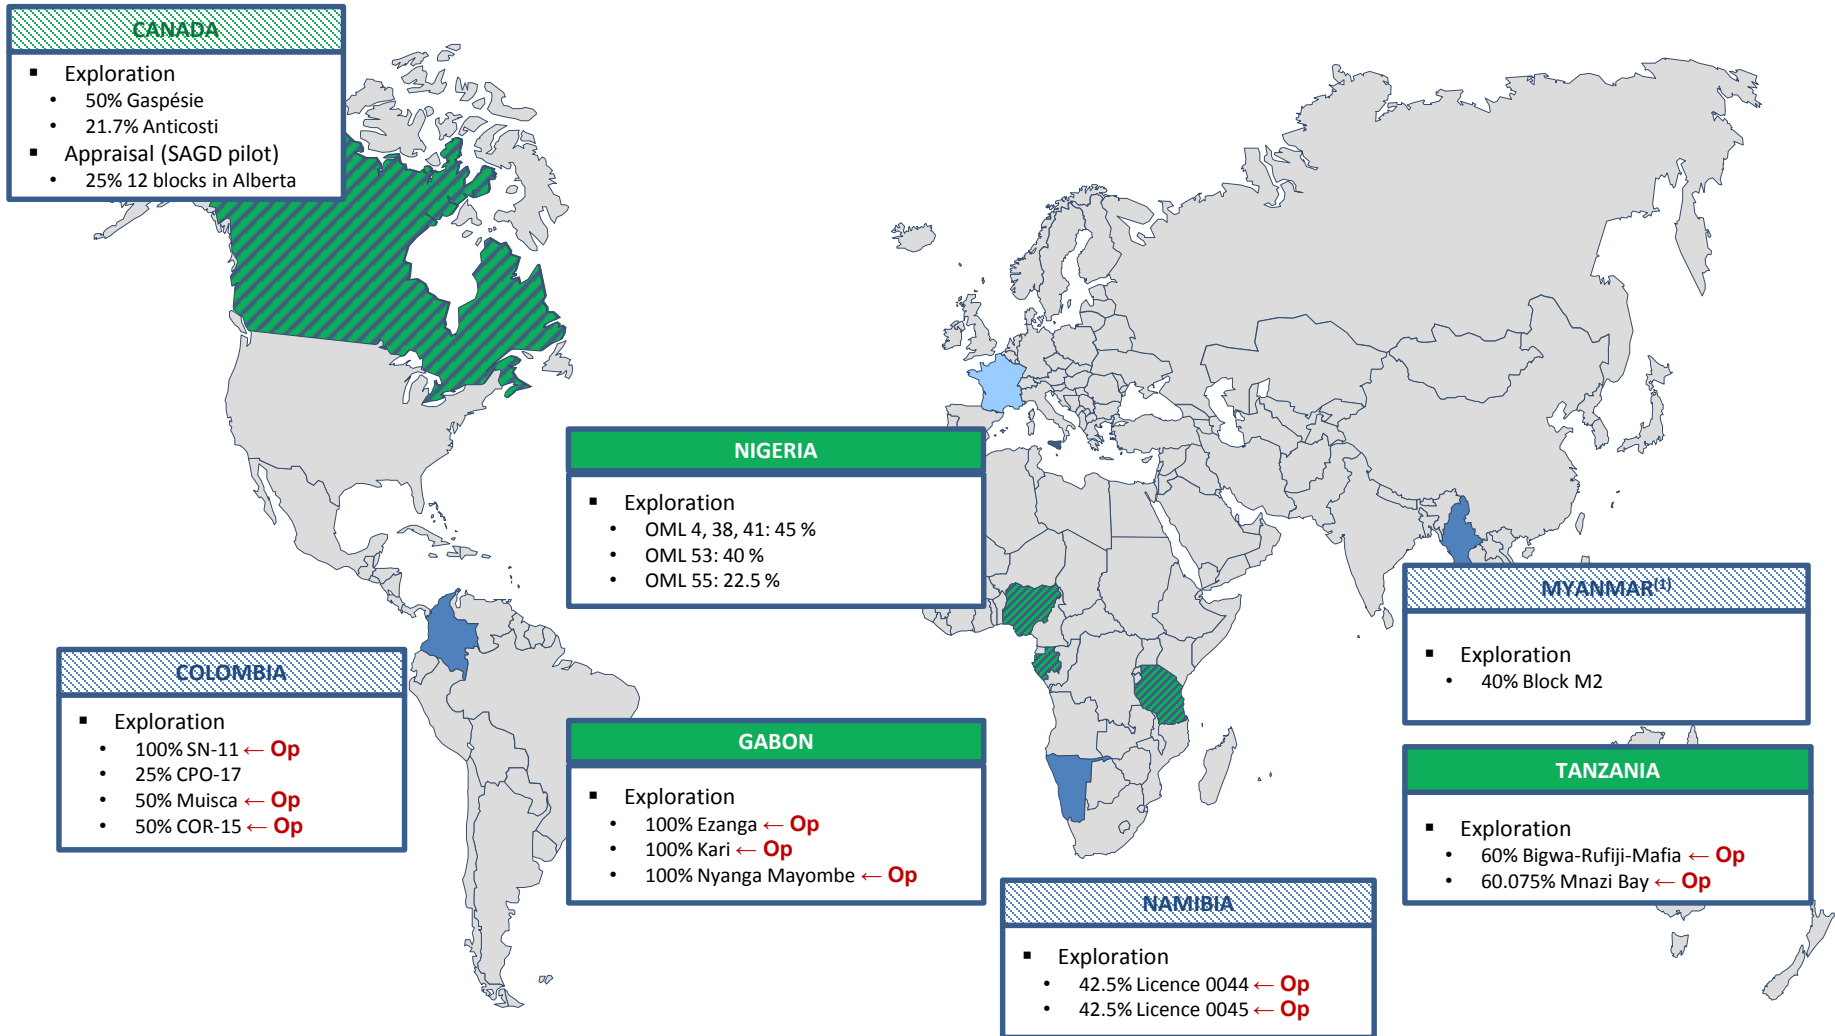 CANADA
▪ Exploration
• 50% Gaspésie
• 21.7% Anticosti
▪ Appraisal (SAGD pilot)
• 25% 12 blocks in Alberta
NIGERIA
▪ Exploration
• OML 4, 38, 41: 45 %
• OML 53: 40 %
• OML 55: 22.5 %
MYANMAR(1)
▪ Exploration
• 40% Block M2
COLOMBIA
▪ Exploration
• 100% SN-11 ← Op
• 25% CPO-17
• 50% Muisca ← Op
• 50% COR-15 ← Op
GABON
▪ Exploration
• 100% Ezanga ← Op
• 100% Kari ← Op
• 100% Nyanga Mayombe ← Op
TANZANIA
▪ Exploration
• 60% Bigwa-Rufiji-Mafia ← Op
• 60.075% Mnazi Bay ← Op
NAMIBIA
▪ Exploration
• 42.5% Licence 0044 ← Op
• 42.5% Licence 0045 ← Op